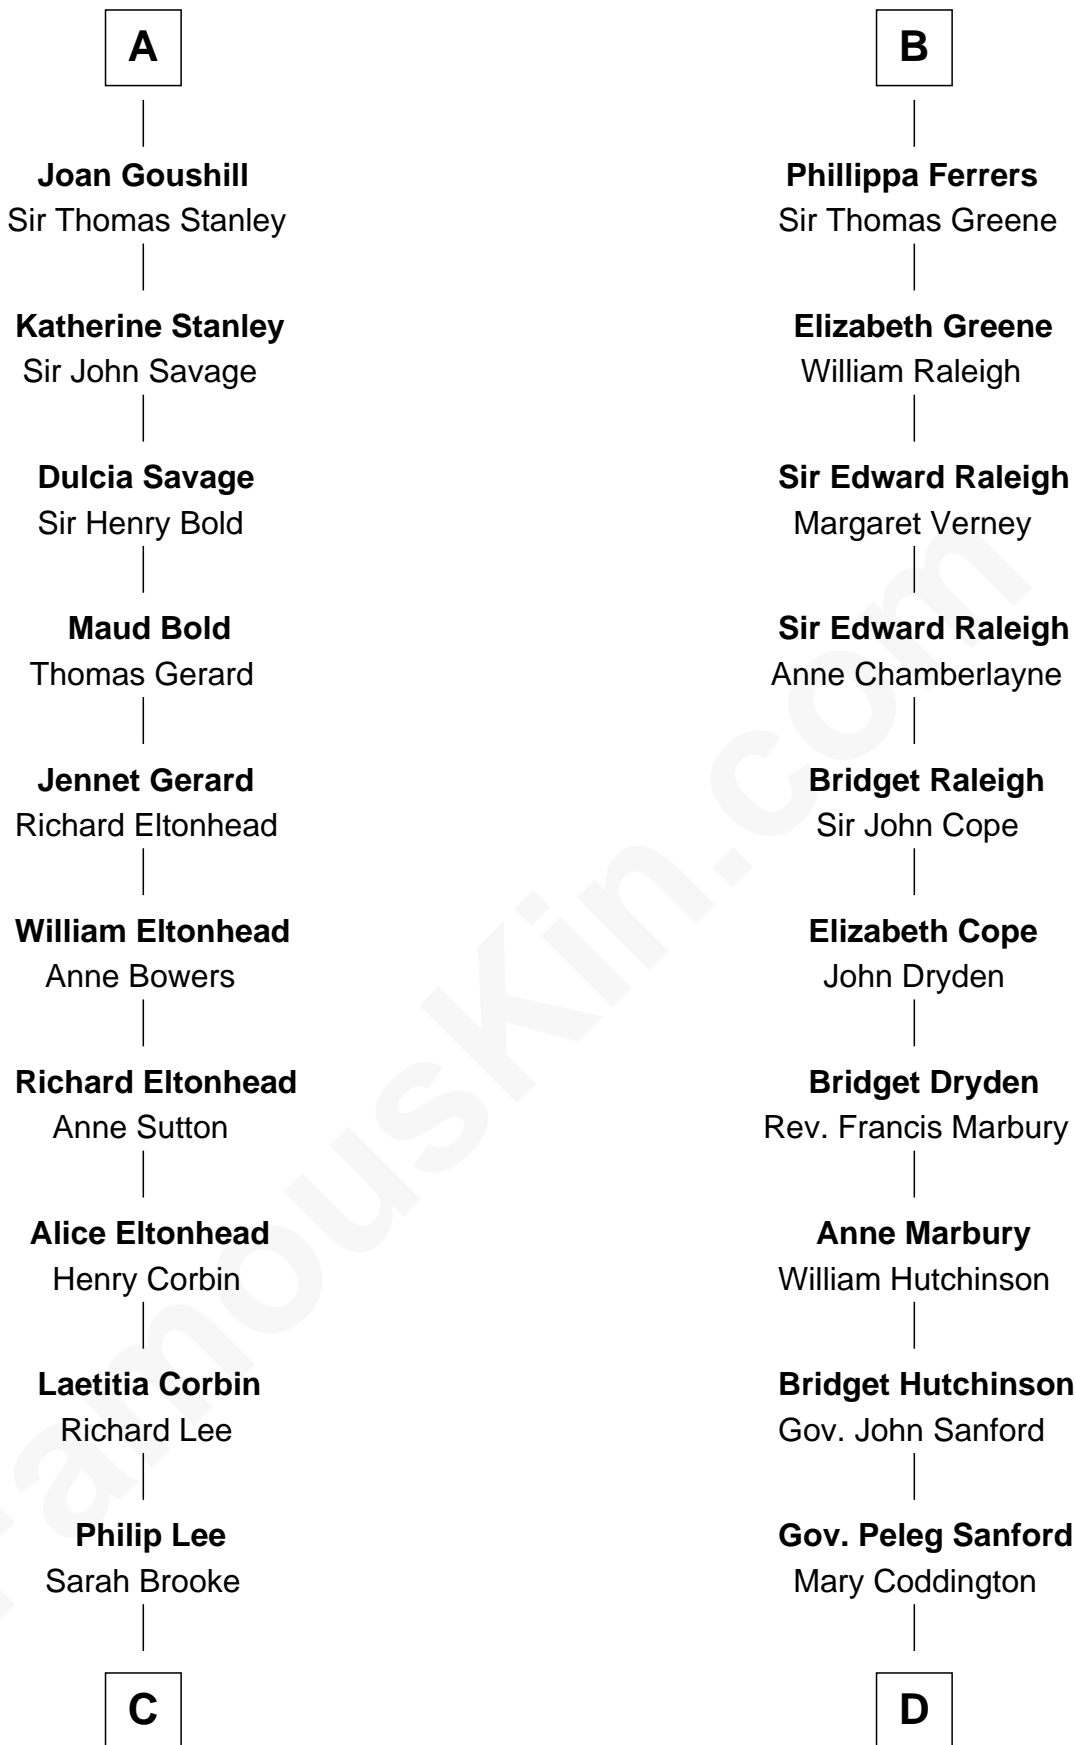 A
Joan Goushill
Sir Thomas Stanley
Katherine Stanley
Sir John Savage
Dulcia Savage
Sir Henry Bold
Maud Bold
Thomas Gerard
Jennet Gerard
Richard Eltonhead
William Eltonhead
Anne Bowers
Richard Eltonhead
Anne Sutton
Alice Eltonhead
Henry Corbin
Laetitia Corbin
Richard Lee
Philip Lee
Sarah Brooke
C
B
Phillippa Ferrers
Sir Thomas Greene
Elizabeth Greene
William Raleigh
Sir Edward Raleigh
Margaret Verney
Sir Edward Raleigh
Anne Chamberlayne
Bridget Raleigh
Sir John Cope
Elizabeth Cope
John Dryden
Bridget Dryden
Rev. Francis Marbury
Anne Marbury
William Hutchinson
Bridget Hutchinson
Gov. John Sanford
Gov. Peleg Sanford
Mary Coddington
D
FamousKin.com